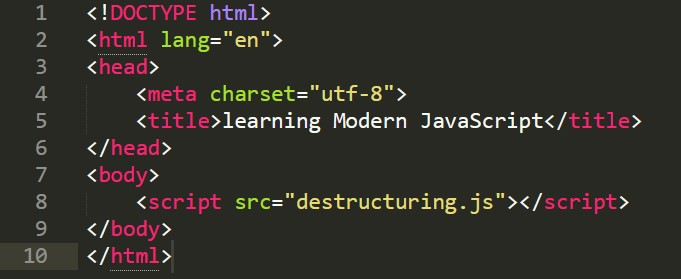 1 <!DOCTYPE html>
2 <html lang="en">
3 <head>
4     <meta charset="utf-8">
5     <title>learning Modern JavaScript</title>
6 </head>
7 <body>
8     <script src="destructuring.js"></script>
9 </body>
10 </html>